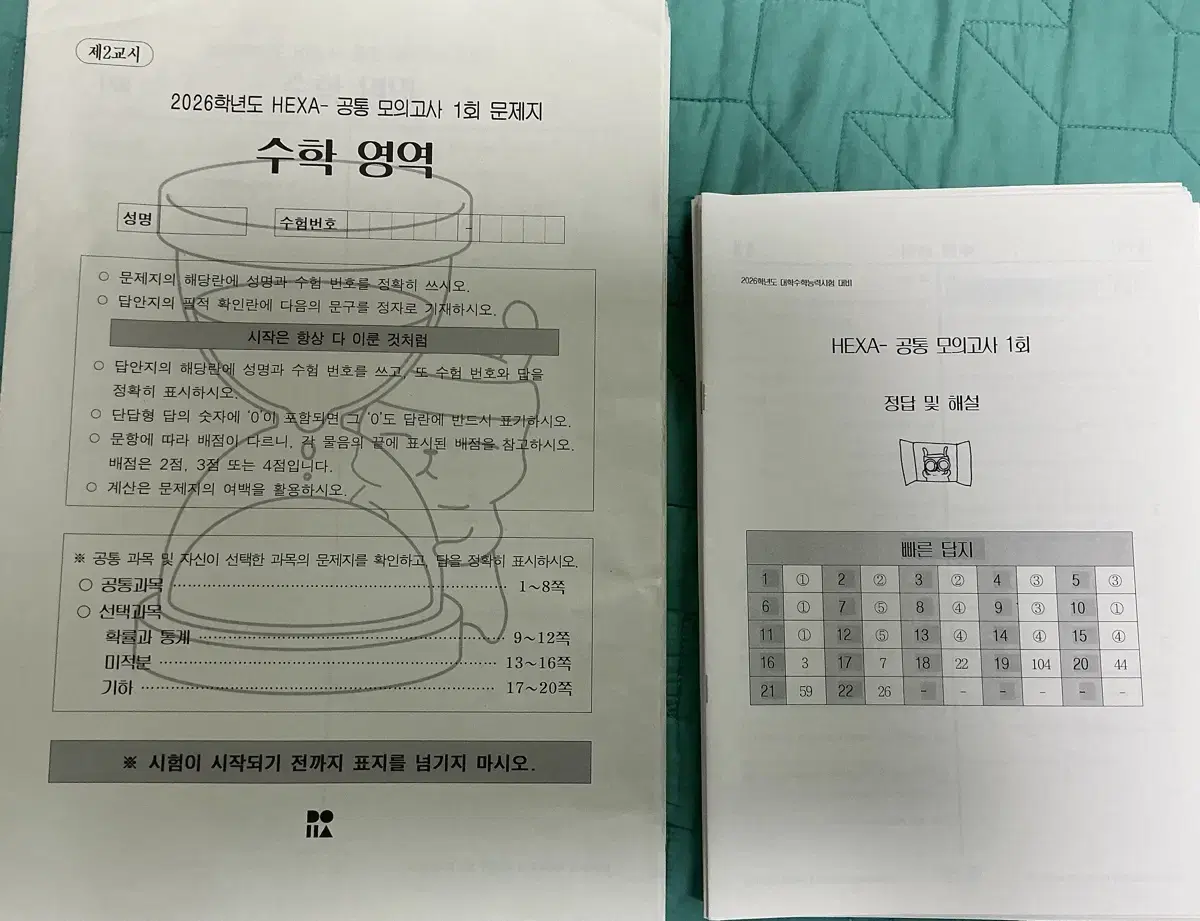 제2교시
2026학년도 HEXA- 공통 모의고사 1회 문제지
수학 영역
성명
수험번호
-
○ 문제지의 해당란에 성명과 수험 번호를 정확히 쓰시오.
○ 답안지의 필적 확인란에 다음의 문구를 정자로 기재하시오.
시작은 항상 다 이룬 것처럼
○ 답안지의 해당란에 성명과 수험 번호를 쓰고, 또 수험 번호와 답을
정확히 표시하시오.
○ 단답형 답의 숫자에 '0'이 포함되면 그 '0'도 답란에 반드시 표기하시오.
○ 문항에 따라 배점이 다르니, 각 물음의 끝에 표시된 배점을 참고하시오.
배점은 2점, 3점 또는 4점입니다.
○ 계산은 문제지의 여백을 활용하시오.
※ 공통 과목 및 자신이 선택한 과목의 문제지를 확인하고, 답을 정확히 표시하시오.
○ 공통과목 1~8쪽
○ 선택과목
확률과 통계 9~12쪽
미적분 13~16쪽
기하 17~20쪽
※ 시험이 시작되기 전까지 표지를 넘기지 마시오.
2026학년도 대학수학능력시험 대비
HEXA- 공통 모의고사 1회
정답 및 해설
빠른 답지
1 ① 2 ② 3 ② 4 ③ 5 ③
6 ① 7 ⑤ 8 ④ 9 ③ 10 ①
11 ① 12 ⑤ 13 ④ 14 ④ 15 ④
16 3 17 7 18 22 19 104 20 44
21 59 22 26 - - - - - -